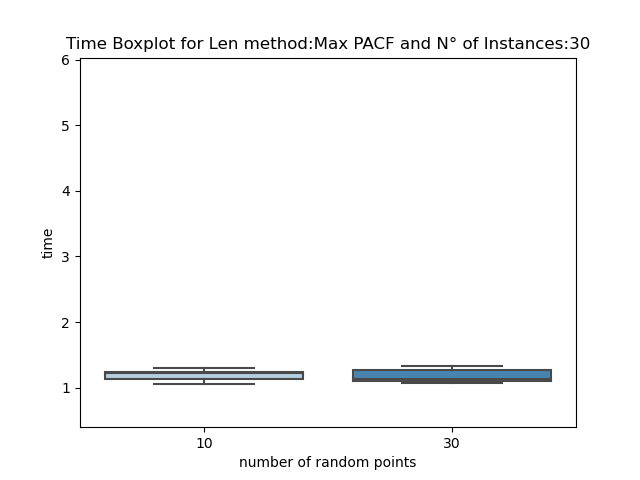 Time Boxplot for Len method:Max PACF and N° of Instances:30
6
5
4
3
2
1
time
10
30
number of random points